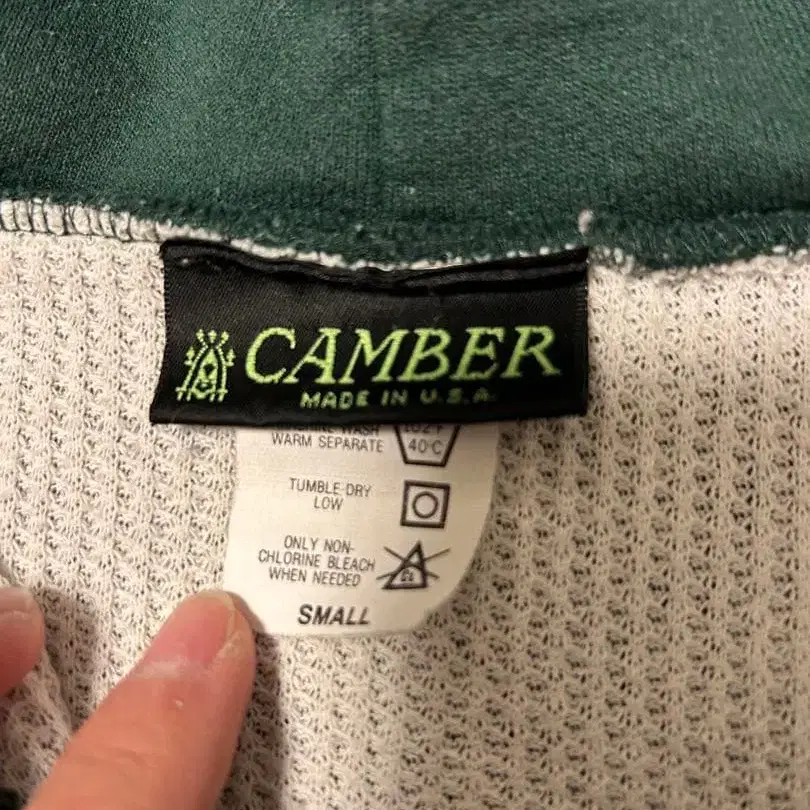 CAMBER
MADE IN U.S.A.
WARM SEPARATE
40°C
TUMBLE DRY
LOW
ONLY NON-
CHLORINE BLEACH
WHEN NEEDED
SMALL